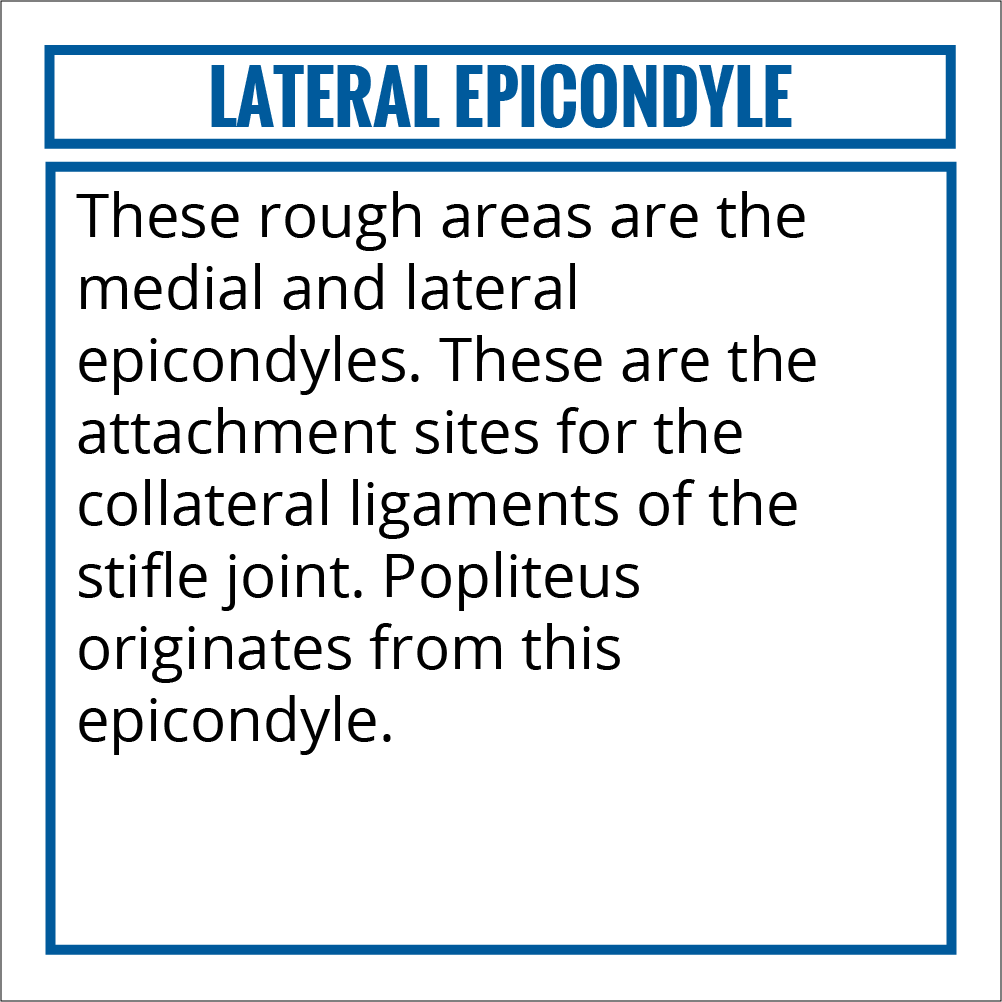 LATERAL EPICONDYLE
These rough areas are the
medial and lateral
epicondyles. These are the
attachment sites for the
collateral ligaments of the
stifle joint. Popliteus
originates from this
epicondyle.